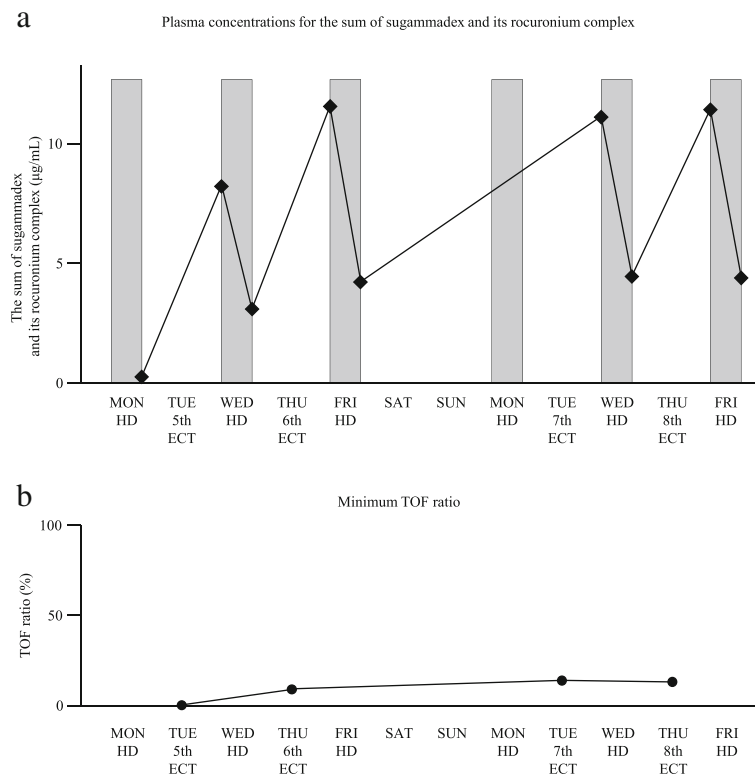 a
Plasma concentrations for the sum of sugammadex and its rocuronium complex
The sum of sugammadex
and its rocuronium complex (µg/mL)
10
5
0
MON TUE WED THU FRI SAT SUN MON TUE WED THU FRI
HD 5th HD 6th HD HD 7th HD 8th HD
ECT ECT ECT ECT
b
Minimum TOF ratio
TOF ratio (%)
100
50
0
MON TUE WED THU FRI SAT SUN MON TUE WED THU FRI
HD 5th HD 6th HD HD 7th HD 8th HD
ECT ECT ECT ECT